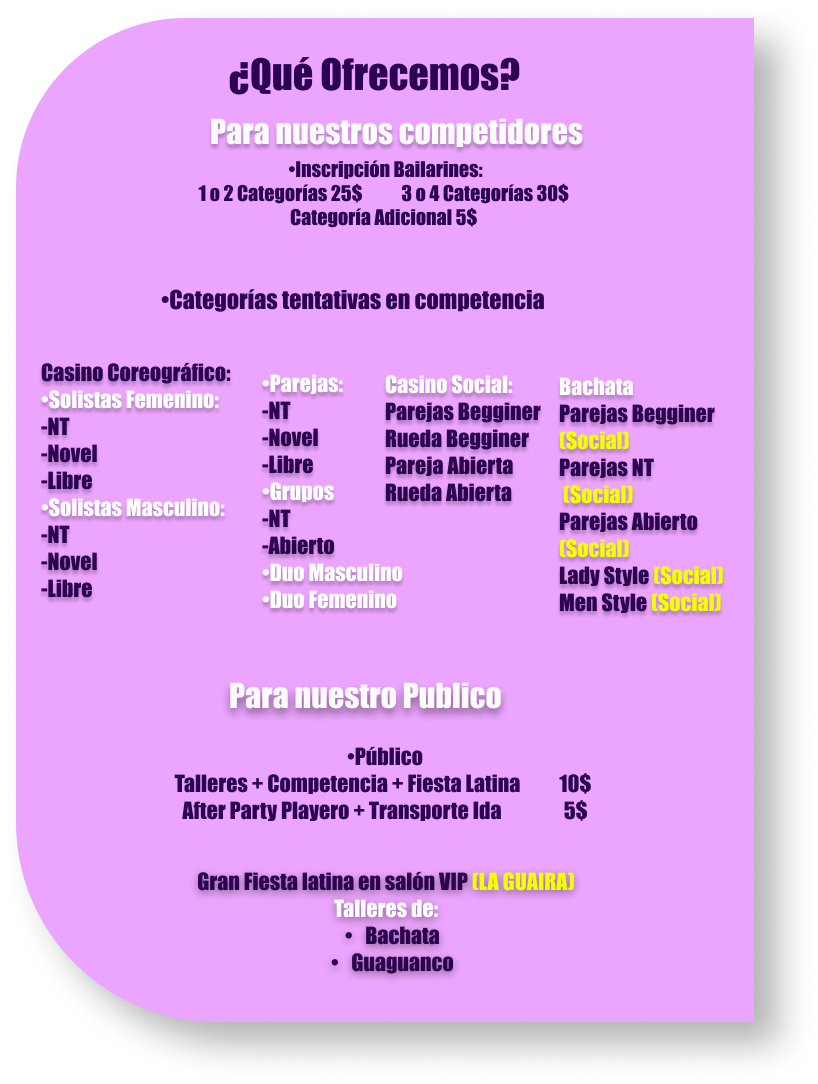 ¿Qué Ofrecemos?
Para nuestros competidores
•Inscripción Bailarines:
1 o 2 Categorías 25$ 3 o 4 Categorías 30$
Categoría Adicional 5$
•Categorías tentativas en competencia
Casino Coreográfico:
•Solistas Femenino:
-NT
-Novel
-Libre
•Solistas Masculino:
-NT
-Novel
-Libre
•Parejas:
-NT
-Novel
-Libre
•Grupos
-NT
-Abierto
•Duo Masculino
•Duo Femenino
Casino Social:
Parejas Begginer
Rueda Begginer
Pareja Abierta
Rueda Abierta
Bachata
Parejas Begginer
(Social)
Parejas NT
(Social)
Parejas Abierto
(Social)
Lady Style (Social)
Men Style (Social)
Para nuestro Publico
•Público
Talleres + Competencia + Fiesta Latina 10$
After Party Playero + Transporte Ida 5$
Gran Fiesta latina en salón VIP (LA GUAIRA)
Talleres de:
• Bachata
• Guaguanco